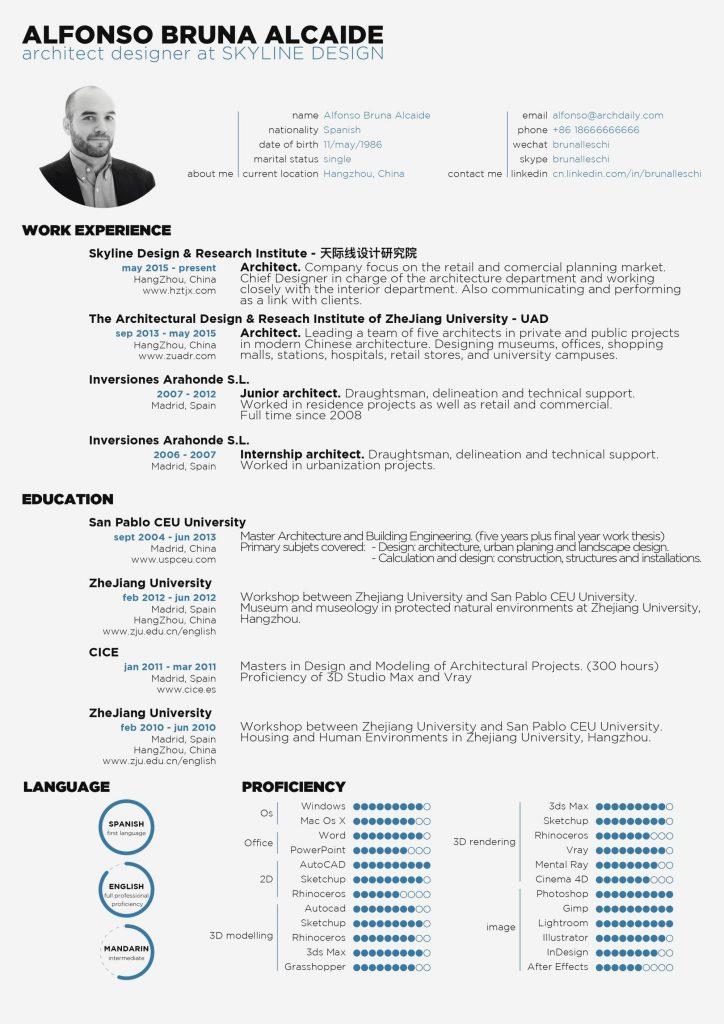 ALFONSO BRUNA ALCAIDE
architect designer at SKYLINE DESIGN
name Alfonso Bruna Alcaide
nationality Spanish
date of birth 11/may/1986
marital status single
about me current location Hangzhou, China
email alfonso@archdaily.com
phone +86 18666666666
wechat brunalleschi
skype brunalleschi
contact me linkedin cn.linkedin.com/in/brunalleschi
WORK EXPERIENCE
Skyline Design & Research Institute - 天际线设计研究院
may 2015 - present
HangZhou, China
www.hztjx.com
Architect. Company focus on the retail and comercial planning market.
Chief Designer in charge of the architecture department and working
closely with the interior department. Also communicating and performing
as a link with clients.
The Architectural Design & Reseach Institute of ZheJiang University - UAD
sep 2013 - may 2015
HangZhou, China
www.zuadr.com
Architect. Leading a team of five architects in private and public projects
in modern Chinese architecture. Designing museums, offices, shopping
malls, stations, hospitals, retail stores, and university campuses.
Inversiones Arahonde S.L.
2007 - 2012
Madrid, Spain
Junior architect. Draughtsman, delineation and technical support.
Worked in residence projects as well as retail and commercial.
Full time since 2008
Inversiones Arahonde S.L.
2006 - 2007
Madrid, Spain
Internship architect. Draughtsman, delineation and technical support.
Worked in urbanization projects.
EDUCATION
San Pablo CEU University
sept 2004 - jun 2013
Madrid, China
www.uspceu.com
Master Architecture and Building Engineering. (five years plus final year work thesis)
Primary subjets covered: - Design: architecture, urban planing and landscape design.
- Calculation and design: construction, structures and installations.
ZheJiang University
feb 2012 - jun 2012
Madrid, Spain
HangZhou, China
www.zju.edu.cn/english
Workshop between Zhejiang University and San Pablo CEU University.
Museum and museology in protected natural environments at Zhejiang University,
Hangzhou.
CICE
jan 2011 - mar 2011
Madrid, Spain
www.cice.es
Masters in Design and Modeling of Architectural Projects. (300 hours)
Proficiency of 3D Studio Max and Vray
ZheJiang University
feb 2010 - jun 2010
Madrid, Spain
HangZhou, China
www.zju.edu.cn/english
Workshop between Zhejiang University and San Pablo CEU University.
Housing and Human Environments in Zhejiang University, Hangzhou.
LANGUAGE
SPANISH
first language
ENGLISH
full professional
proficiency
MANDARIN
intermediate
PROFICIENCY
Os
Windows
Mac Os X
Office
Word
PowerPoint
2D
AutoCAD
Sketchup
Rhinoceros
3D modelling
Autocad
Sketchup
Rhinoceros
3ds Max
Grasshopper
3D rendering
3ds Max
Sketchup
Rhinoceros
Vray
Mental Ray
Cinema 4D
image
Photoshop
Gimp
Lightroom
Illustrator
InDesign
After Effects